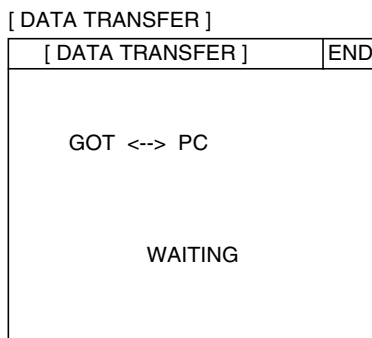 [ DATA TRANSFER ]
[ DATA TRANSFER ] END
GOT <--> PC
WAITING